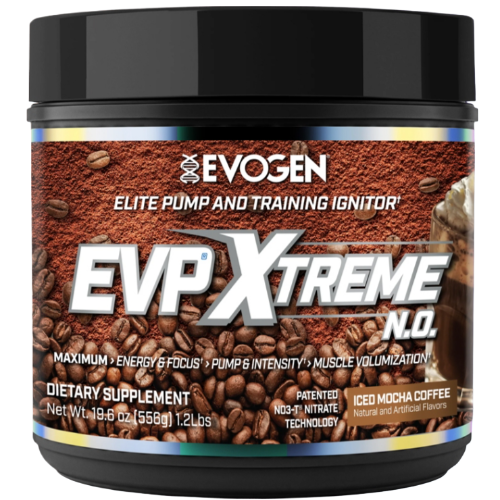 EVOGEN
ELITE PUMP AND TRAINING IGNITOR†
EVP® XTREME
N.O.
MAXIMUM › ENERGY & FOCUS† › PUMP & INTENSITY† › MUSCLE VOLUMIZATION†
DIETARY SUPPLEMENT
Net Wt. 19.6 oz (556g) 1.2Lbs
PATENTED
NO3-T® NITRATE
TECHNOLOGY
ICED MOCHA COFFEE
Natural and Artificial Flavors